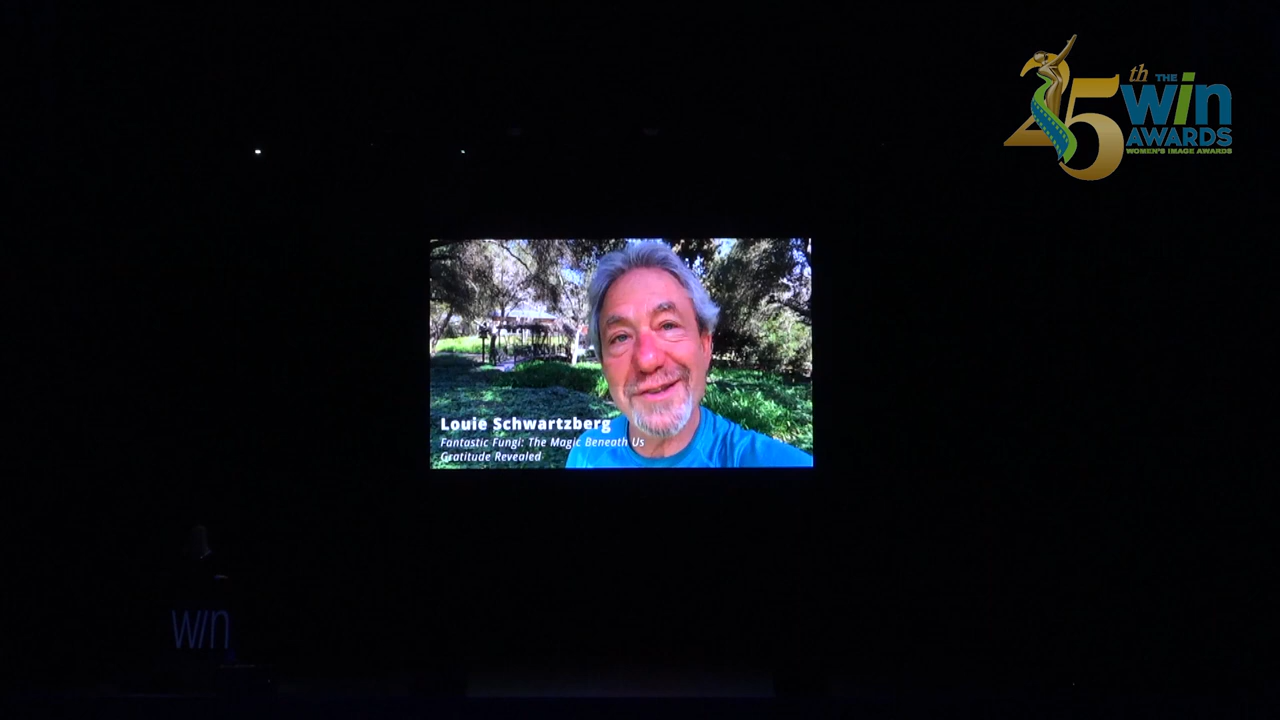 25th THE
win
AWARDS
WOMEN'S IMAGE AWARDS
Louie Schwartzberg
Fantastic Fungi: The Magic Beneath Us
Gratitude Revealed
win